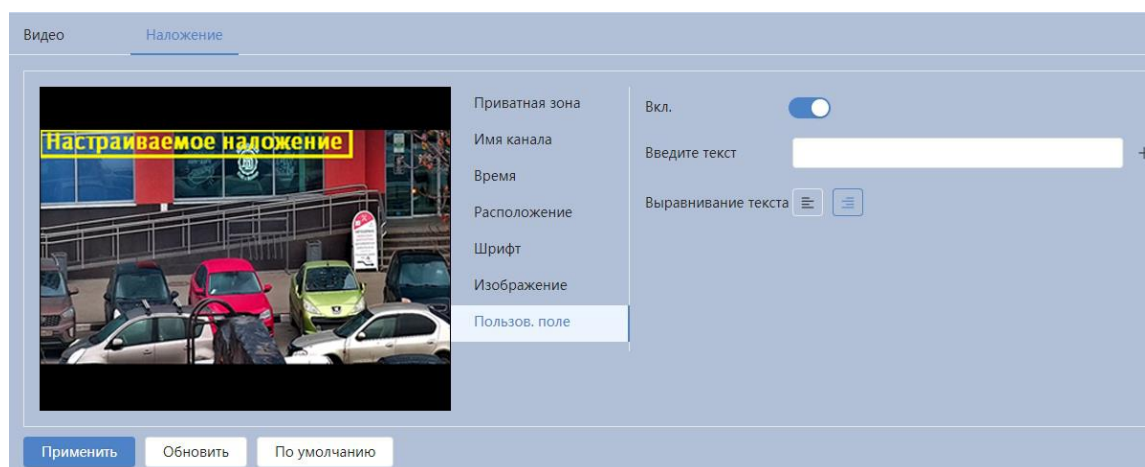 Видео
Наложение
Настраиваемое наложение
Приватная зона
Имя канала
Время
Расположение
Шрифт
Изображение
Пользов. поле
Вкл.
Введите текст
+
Выравнивание текста
Применить
Обновить
По умолчанию